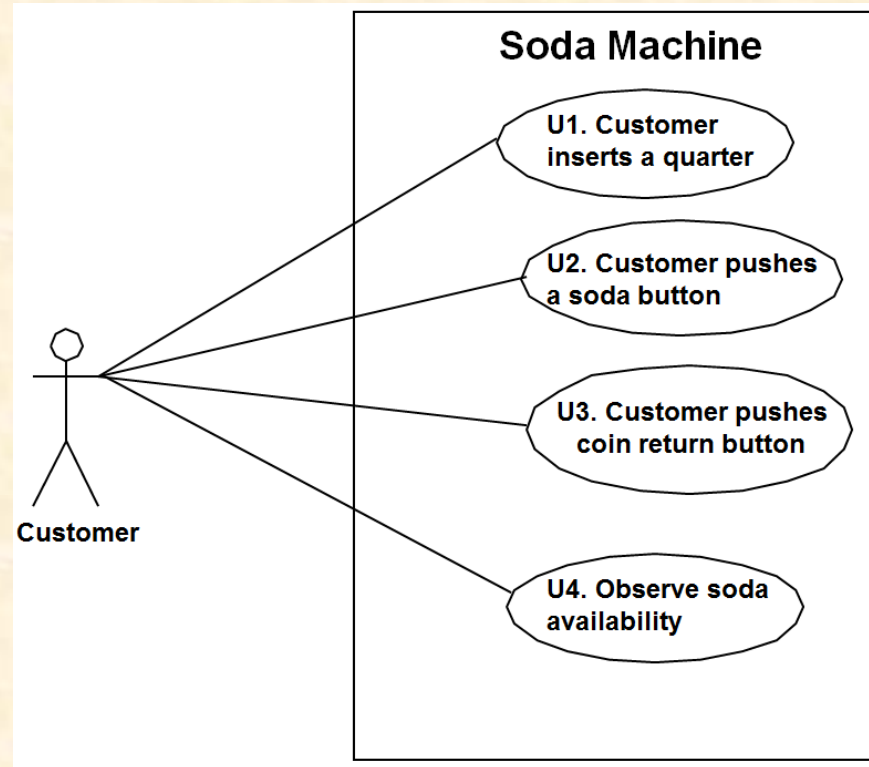 Soda Machine
U1. Customer
inserts a quarter
U2. Customer pushes
a soda button
U3. Customer pushes
coin return button
Customer
U4. Observe soda
availability